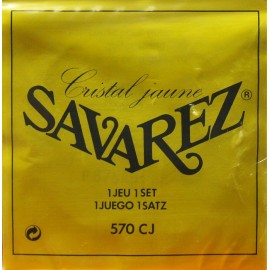 Cristal jaune
SAVAREZ®
1 JEU 1 SET
1 JUEGO 1 SATZ
570 CJ